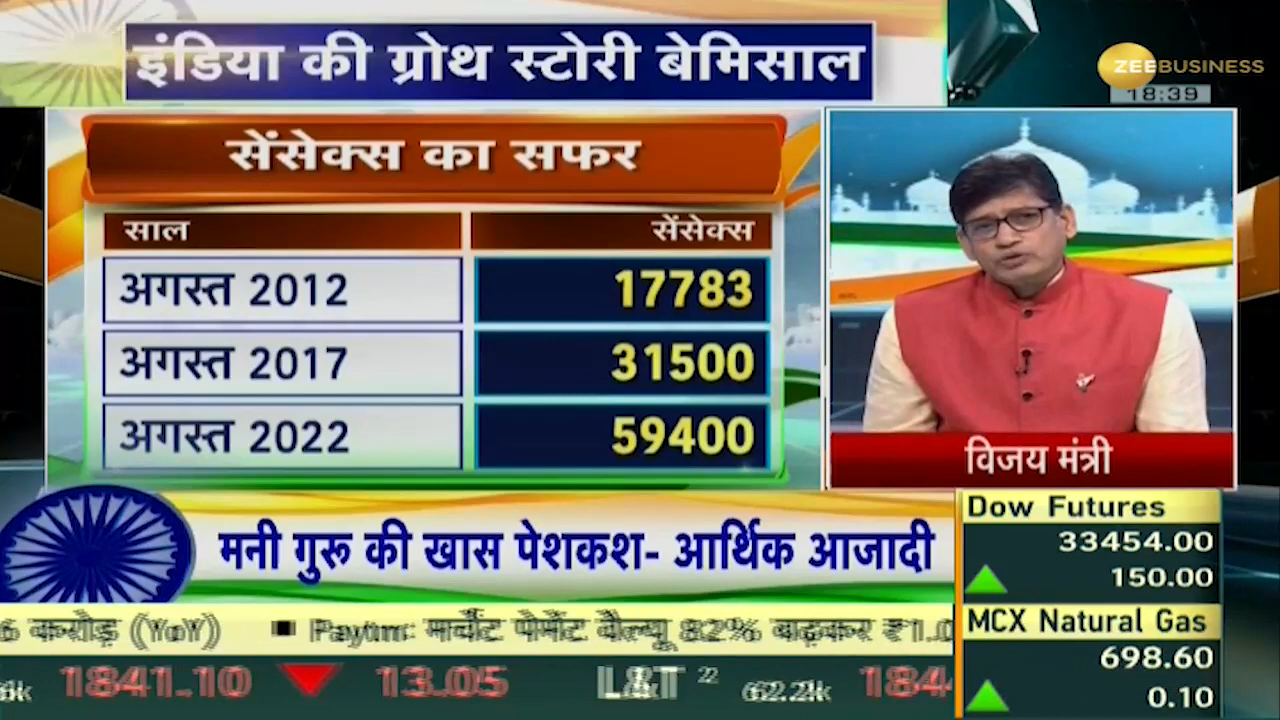 इंडिया की ग्रोथ स्टोरी बेमिसाल
ZEEBUSINESS
18:39
सेंसेक्स का सफर
साल सेंसेक्स
अगस्त 2012 17783
अगस्त 2017 31500
अगस्त 2022 59400
विजय मंत्री
मनी गुरू की खास पेशकश- आर्थिक आजादी
Dow Futures
33454.00
150.00
MCX Natural Gas
698.60
0.10
करोड़ (YoY) ■ Paytm: मर्चेंट पेमेंट वैल्यू 82% बढ़कर
1841.10 13.05 L&T 62.2k 184